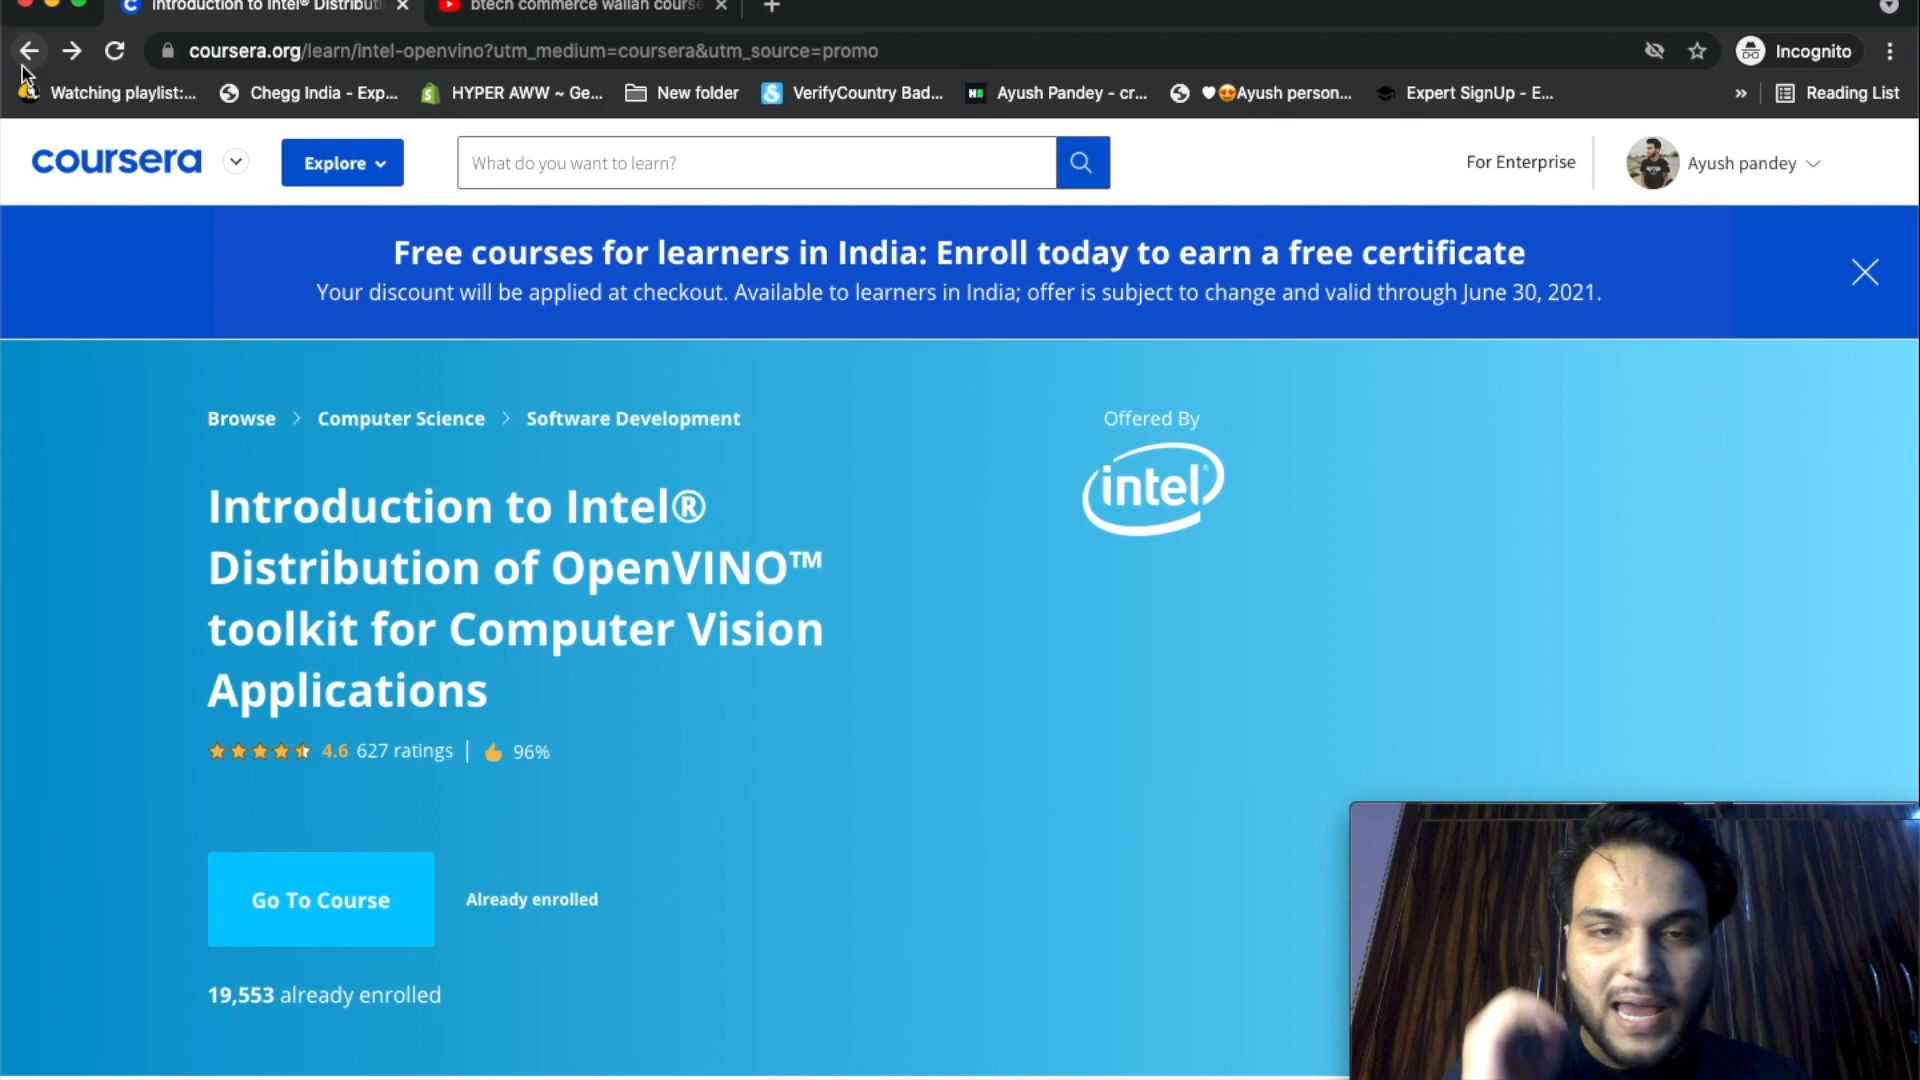 Introduction to Intel® Distribut
btech commerce wallah course
coursera.org/learn/intel-openvino?utm_medium=coursera&utm_source=promo
Incognito
Watching playlist:...
Chegg India - Exp...
HYPER AWW ~ Ge...
New folder
VerifyCountry Bad...
Ayush Pandey - cr...
Ayush person...
Expert SignUp - E...
»
Reading List
coursera
Explore
What do you want to learn?
For Enterprise
Ayush pandey
Free courses for learners in India: Enroll today to earn a free certificate
Your discount will be applied at checkout. Available to learners in India; offer is subject to change and valid through June 30, 2021.
Browse > Computer Science > Software Development
Offered By
intel®
Introduction to Intel®
Distribution of OpenVINO™
toolkit for Computer Vision
Applications
4.6 627 ratings | 96%
Go To Course
Already enrolled
19,553 already enrolled